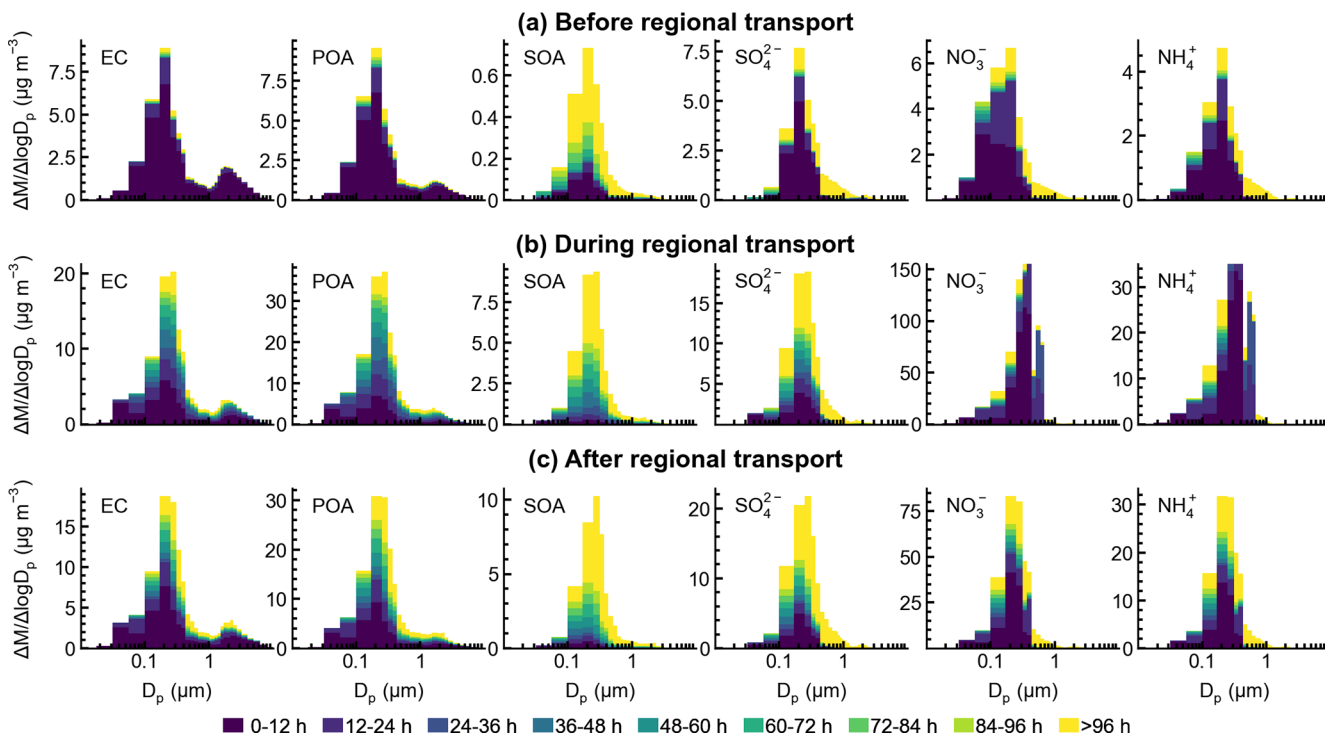 (a) Before regional transport
ΔM/ΔlogDp (μg m⁻³)
EC
7.5
5.0
2.5
0
POA
7.5
5.0
2.5
0
SOA
0.6
0.4
0.2
0
SO₄²⁻
7.5
5.0
2.5
0
NO₃⁻
6
4
2
NH₄⁺
4
2
0
(b) During regional transport
ΔM/ΔlogDp (μg m⁻³)
EC
20
10
0
POA
30
20
10
0
SOA
7.5
5.0
2.5
0
SO₄²⁻
15
10
5
NO₃⁻
150
100
50
0
NH₄⁺
30
20
10
0
(c) After regional transport
ΔM/ΔlogDp (μg m⁻³)
EC
15
10
5
0
POA
30
20
10
0
SOA
10
5
0
SO₄²⁻
20
10
0
NO₃⁻
75
50
25
NH₄⁺
30
20
10
0
0.1 1
0.1 1
0.1 1
0.1 1
0.1 1
0.1 1
Dp (μm) Dp (μm) Dp (μm) Dp (μm) Dp (μm) Dp (μm)
0-12 h 12-24 h 24-36 h 36-48 h 48-60 h 60-72 h 72-84 h 84-96 h >96 h